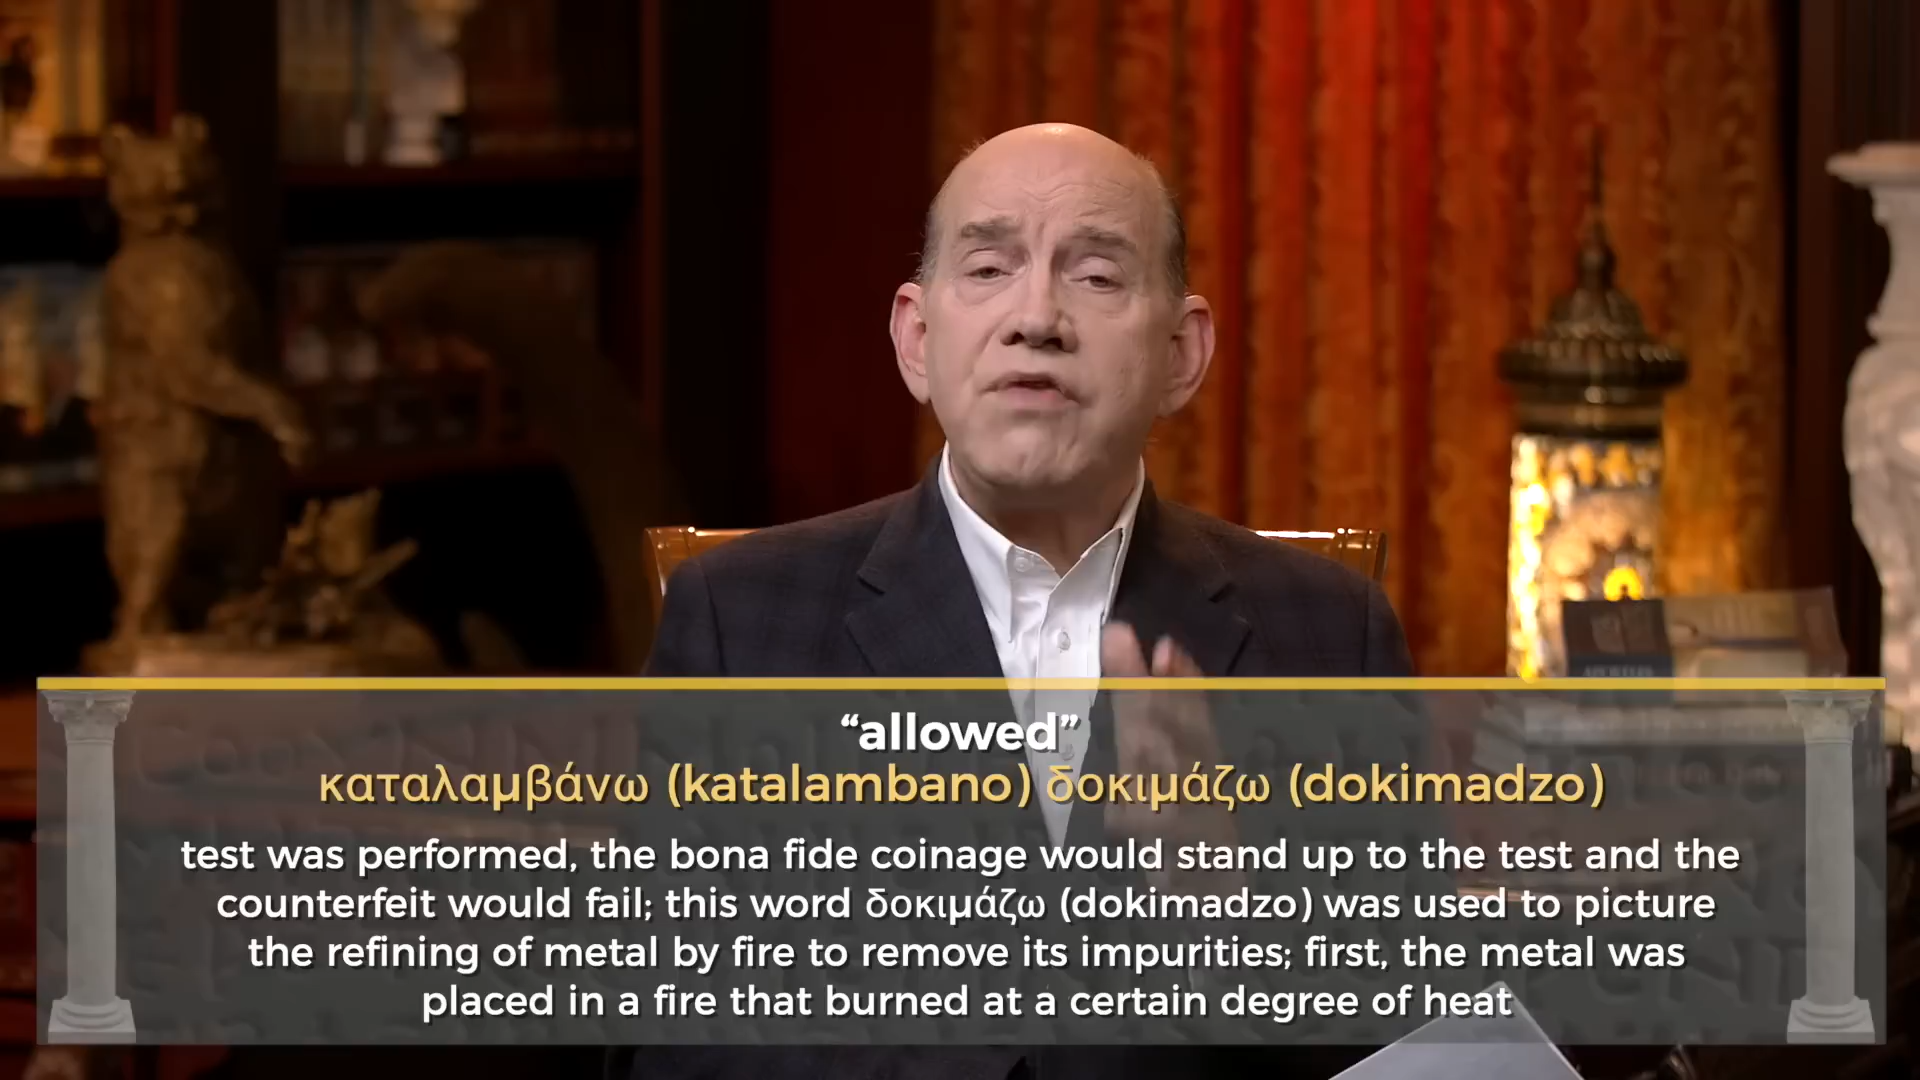 “allowed”
καταλαμβάνω (katalambano) δοκιμάζω (dokimadzo)
test was performed, the bona fide coinage would stand up to the test and the
counterfeit would fail; this word δοκιμάζω (dokimadzo) was used to picture
the refining of metal by fire to remove its impurities; first, the metal was
placed in a fire that burned at a certain degree of heat